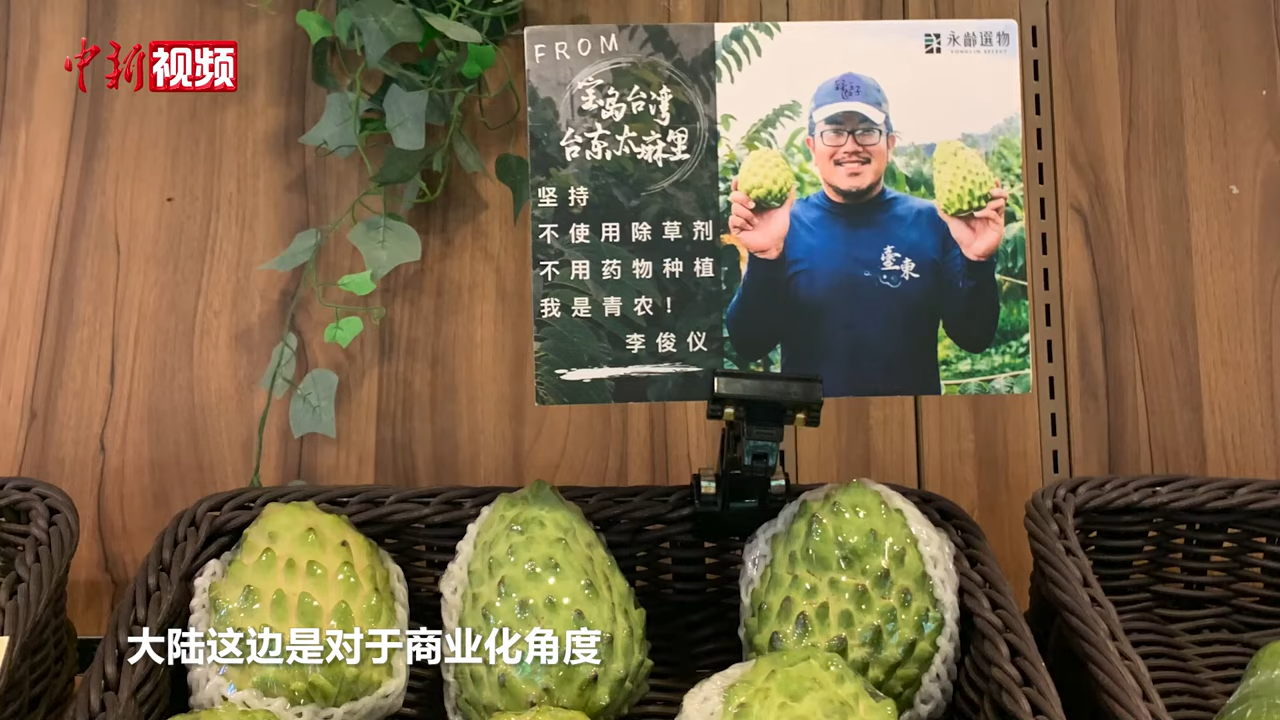 中新视频
FROM
宝岛台湾
台东太麻里
坚持
不使用除草剂
不用药物种植
我是青农!
李俊仪
永齡選物
YONGLIN SELECT
臺東
大陆这边是对于商业化角度